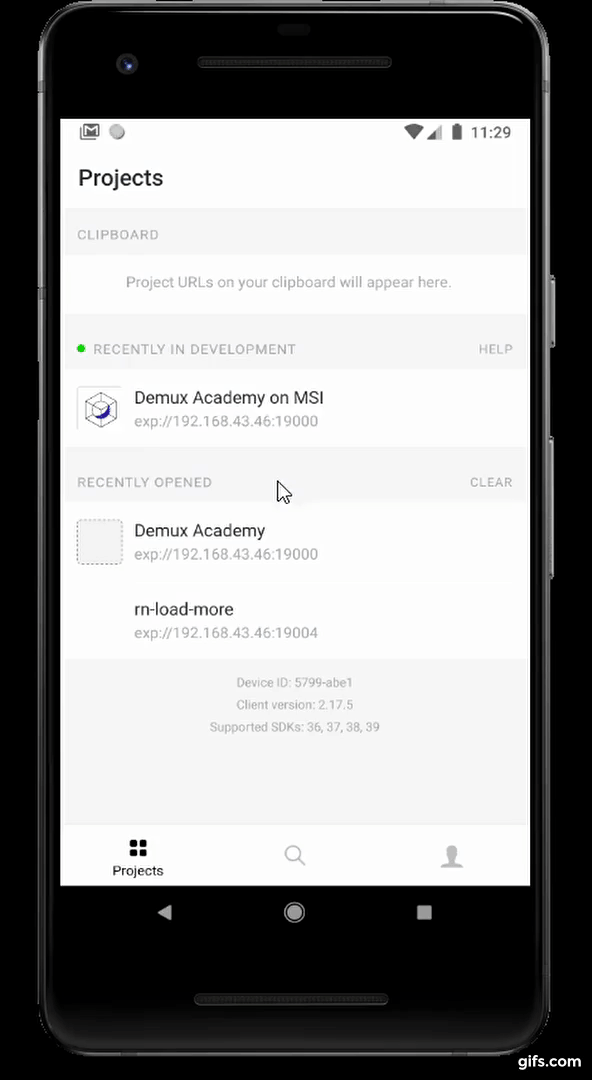 11:29
Projects
CLIPBOARD
Project URLs on your clipboard will appear here.
RECENTLY IN DEVELOPMENT HELP
Demux Academy on MSI
exp://192.168.43.46:19000
RECENTLY OPENED CLEAR
Demux Academy
exp://192.168.43.46:19000
rn-load-more
exp://192.168.43.46:19004
Device ID: 5799-abe1
Client version: 2.17.5
Supported SDKs: 36, 37, 38, 39
Projects
gifs.com